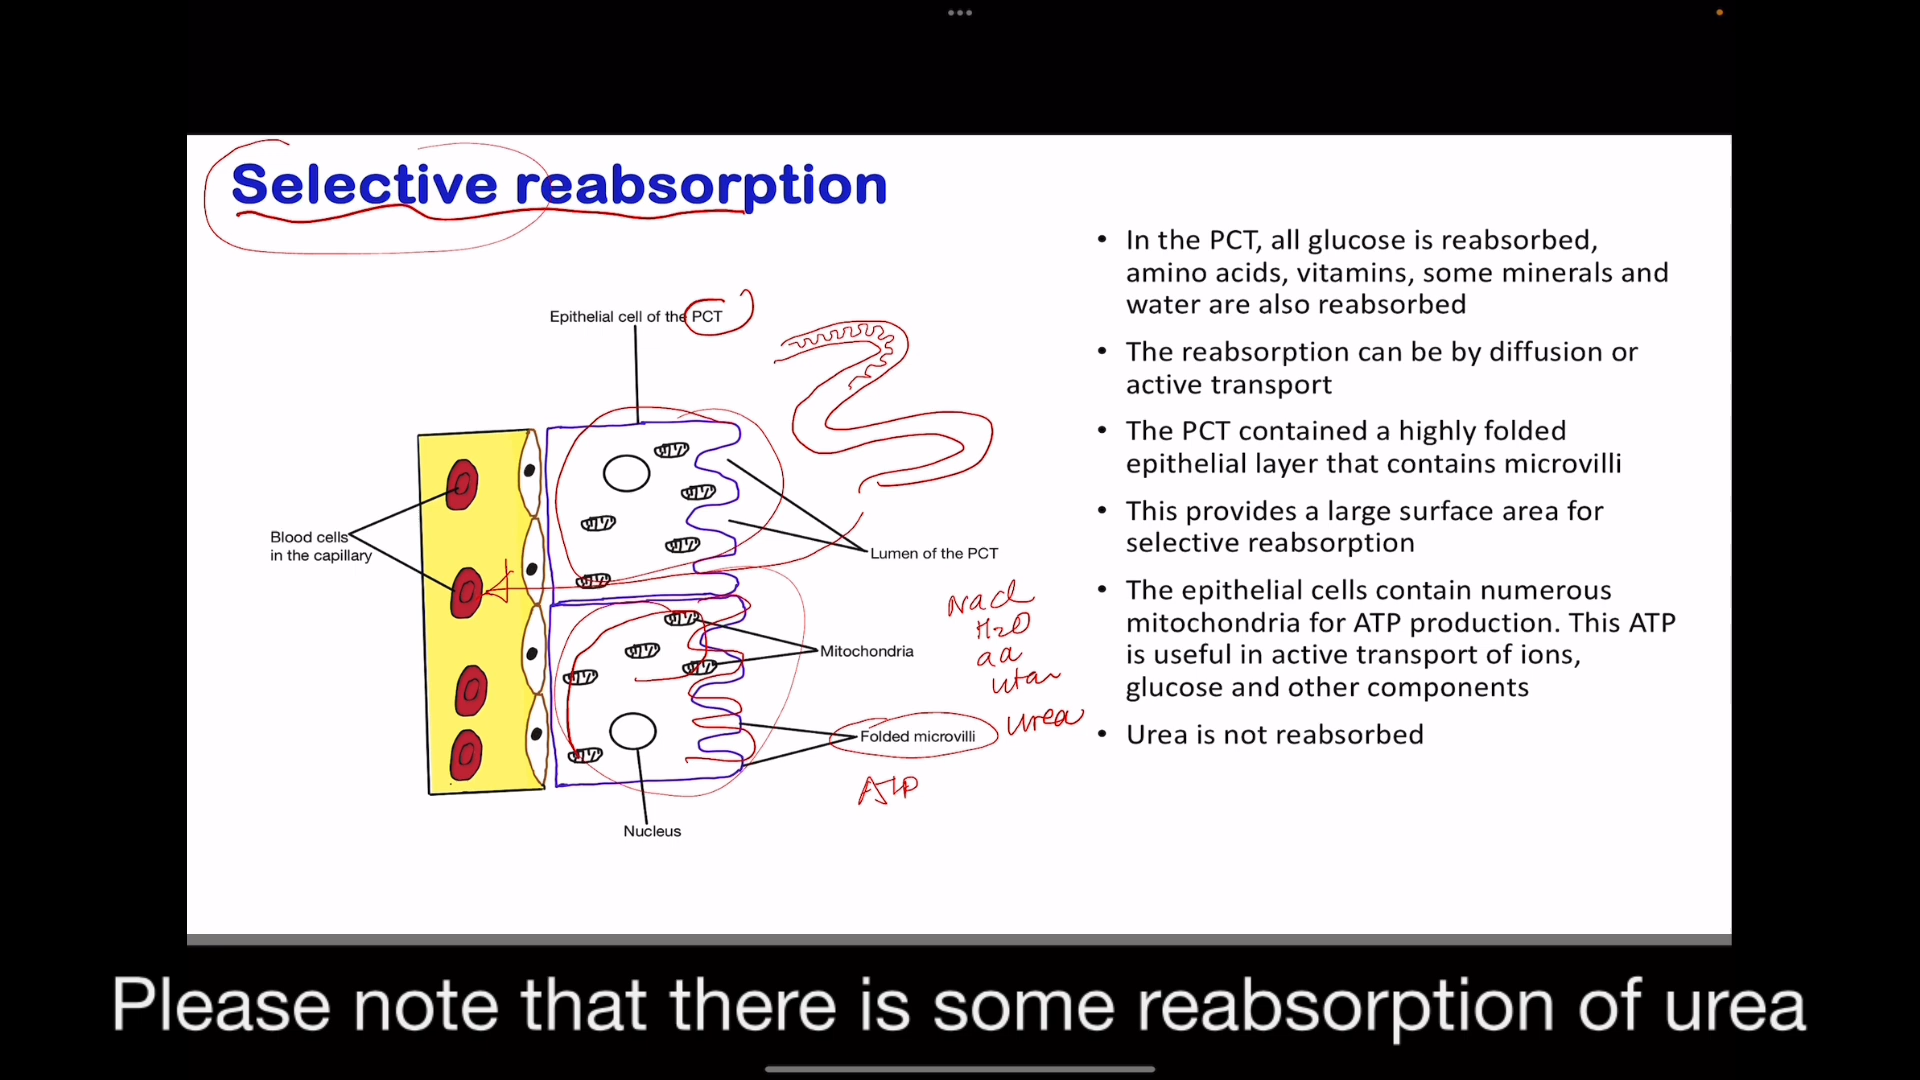 Selective reabsorption
Epithelial cell of the PCT
Blood cells
in the capillary
Lumen of the PCT
Mitochondria
Folded microvilli
Nucleus
Nacl
H2O
aa
Urea
ATP
• In the PCT, all glucose is reabsorbed,
amino acids, vitamins, some minerals and
water are also reabsorbed
• The reabsorption can be by diffusion or
active transport
• The PCT contained a highly folded
epithelial layer that contains microvilli
• This provides a large surface area for
selective reabsorption
• The epithelial cells contain numerous
mitochondria for ATP production. This ATP
is useful in active transport of ions,
glucose and other components
• Urea is not reabsorbed
Please note that there is some reabsorption of urea